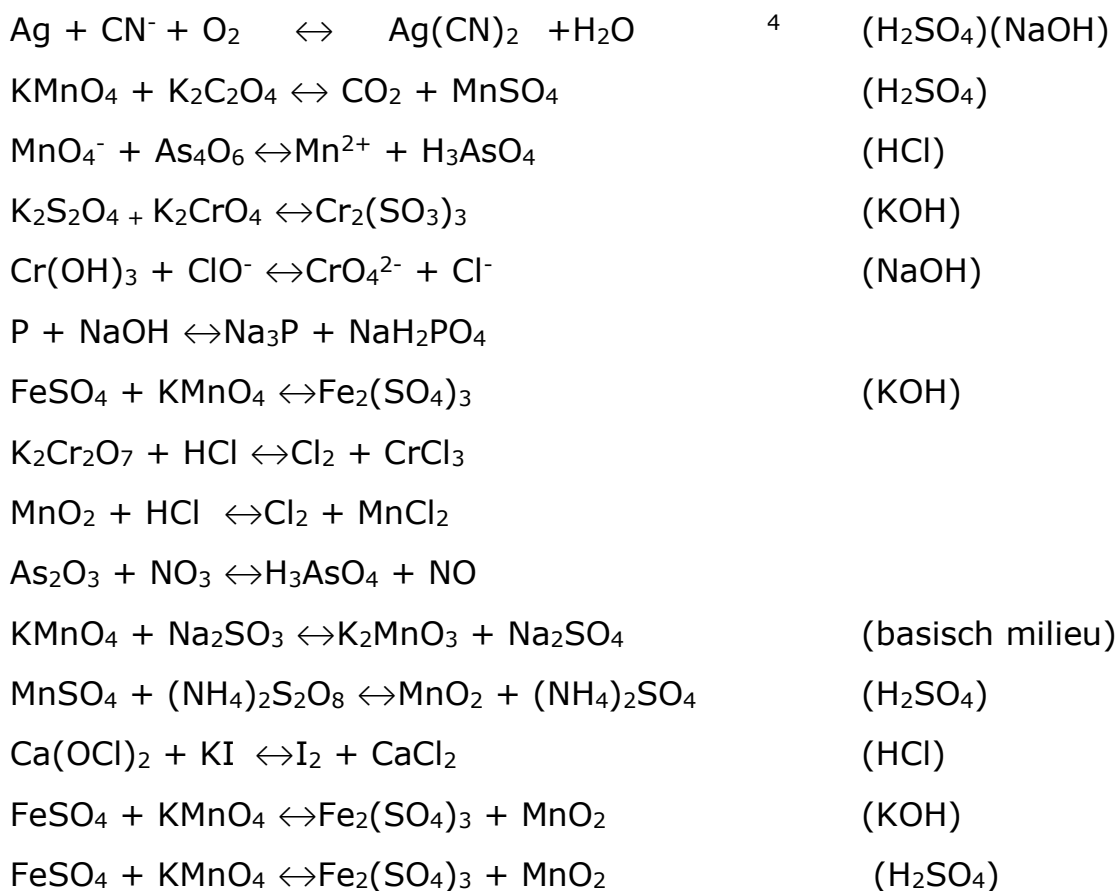 Ag + CN⁻ + O₂ ↔ Ag(CN)₂ +H₂O ⁴ (H₂SO₄)(NaOH)
KMnO₄ + K₂C₂O₄ ↔ CO₂ + MnSO₄ (H₂SO₄)
MnO₄⁻ + As₄O₆ ↔Mn²⁺ + H₃AsO₄ (HCl)
K₂S₂O₄ ₊ K₂CrO₄ ↔Cr₂(SO₃)₃ (KOH)
Cr(OH)₃ + ClO⁻ ↔CrO₄²⁻ + Cl⁻ (NaOH)
P + NaOH ↔Na₃P + NaH₂PO₄
FeSO₄ + KMnO₄ ↔Fe₂(SO₄)₃ (KOH)
K₂Cr₂O₇ + HCl ↔Cl₂ + CrCl₃
MnO₂ + HCl ↔Cl₂ + MnCl₂
As₂O₃ + NO₃ ↔H₃AsO₄ + NO
KMnO₄ + Na₂SO₃ ↔K₂MnO₃ + Na₂SO₄ (basisch milieu)
MnSO₄ + (NH₄)₂S₂O₈ ↔MnO₂ + (NH₄)₂SO₄ (H₂SO₄)
Ca(OCl)₂ + KI ↔I₂ + CaCl₂ (HCl)
FeSO₄ + KMnO₄ ↔Fe₂(SO₄)₃ + MnO₂ (KOH)
FeSO₄ + KMnO₄ ↔Fe₂(SO₄)₃ + MnO₂ (H₂SO₄)